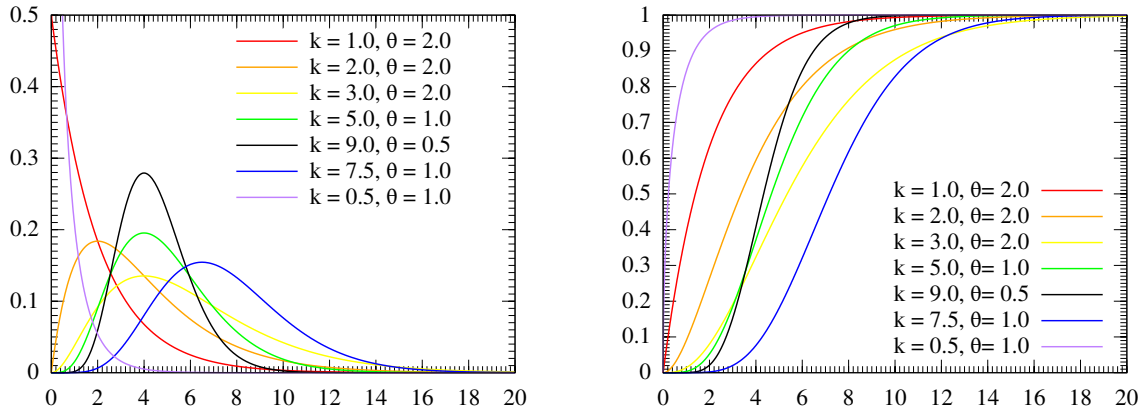 0.5
0.4
0.3
0.2
0.1
0
0 2 4 6 8 10 12 14 16 18 20
k = 1.0, θ = 2.0
k = 2.0, θ = 2.0
k = 3.0, θ = 2.0
k = 5.0, θ = 1.0
k = 9.0, θ = 0.5
k = 7.5, θ = 1.0
k = 0.5, θ = 1.0
1
0.9
0.8
0.7
0.6
0.5
0.4
0.3
0.2
0.1
0
0 2 4 6 8 10 12 14 16 18 20
k = 1.0, θ= 2.0
k = 2.0, θ= 2.0
k = 3.0, θ= 2.0
k = 5.0, θ= 1.0
k = 9.0, θ= 0.5
k = 7.5, θ= 1.0
k = 0.5, θ= 1.0